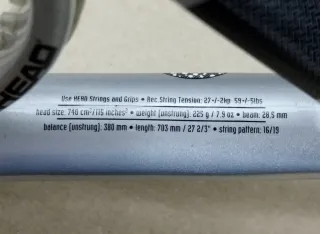 HEAD
Use HEAD Strings and Grips • Rec. String Tension: 27+/-2kp 59+/-5lbs
head size: 740 cm²/115 inches² • weight (unstrung): 225 g / 7.9 oz • beam: 28.5 mm
balance (unstrung): 380 mm • length: 703 mm / 27 2/3" • string pattern: 16/19